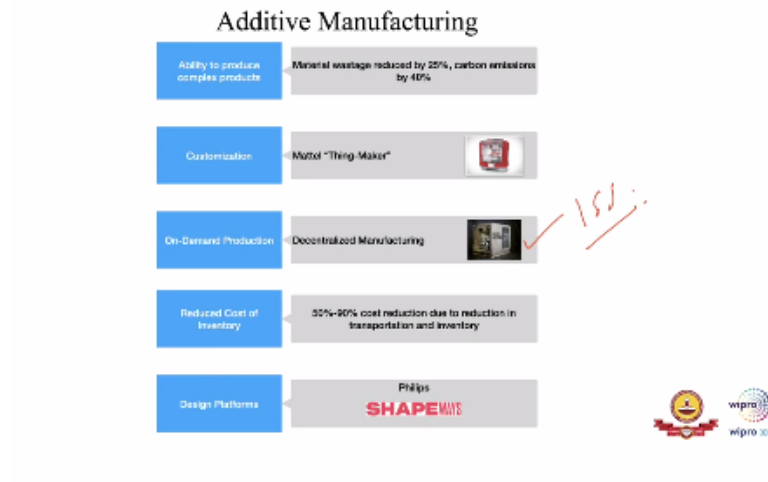 Additive Manufacturing
Ability to produce
complex products
Material wastage reduced by 25%, carbon emissions
by 40%
Customization
Mattel "Thing-Maker"
On-Demand Production
Decentralized Manufacturing
Reduced Cost of
Inventory
50%-90% cost reduction due to reduction in
transportation and inventory
Design Platforms
Philips
SHAPEWAYS
wipro
wipro 3D